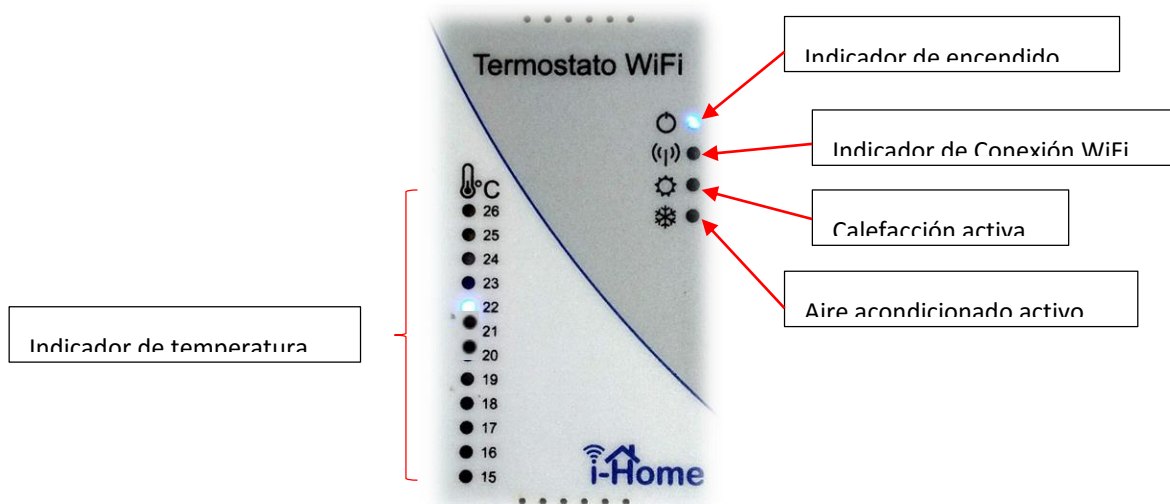 Termostato WiFi
Indicador de encendido
Indicador de Conexión WiFi
Calefacción activa
Aire acondicionado activo
°C
26
25
24
23
22
21
20
19
18
17
16
15
Indicador de temperatura
i-Home